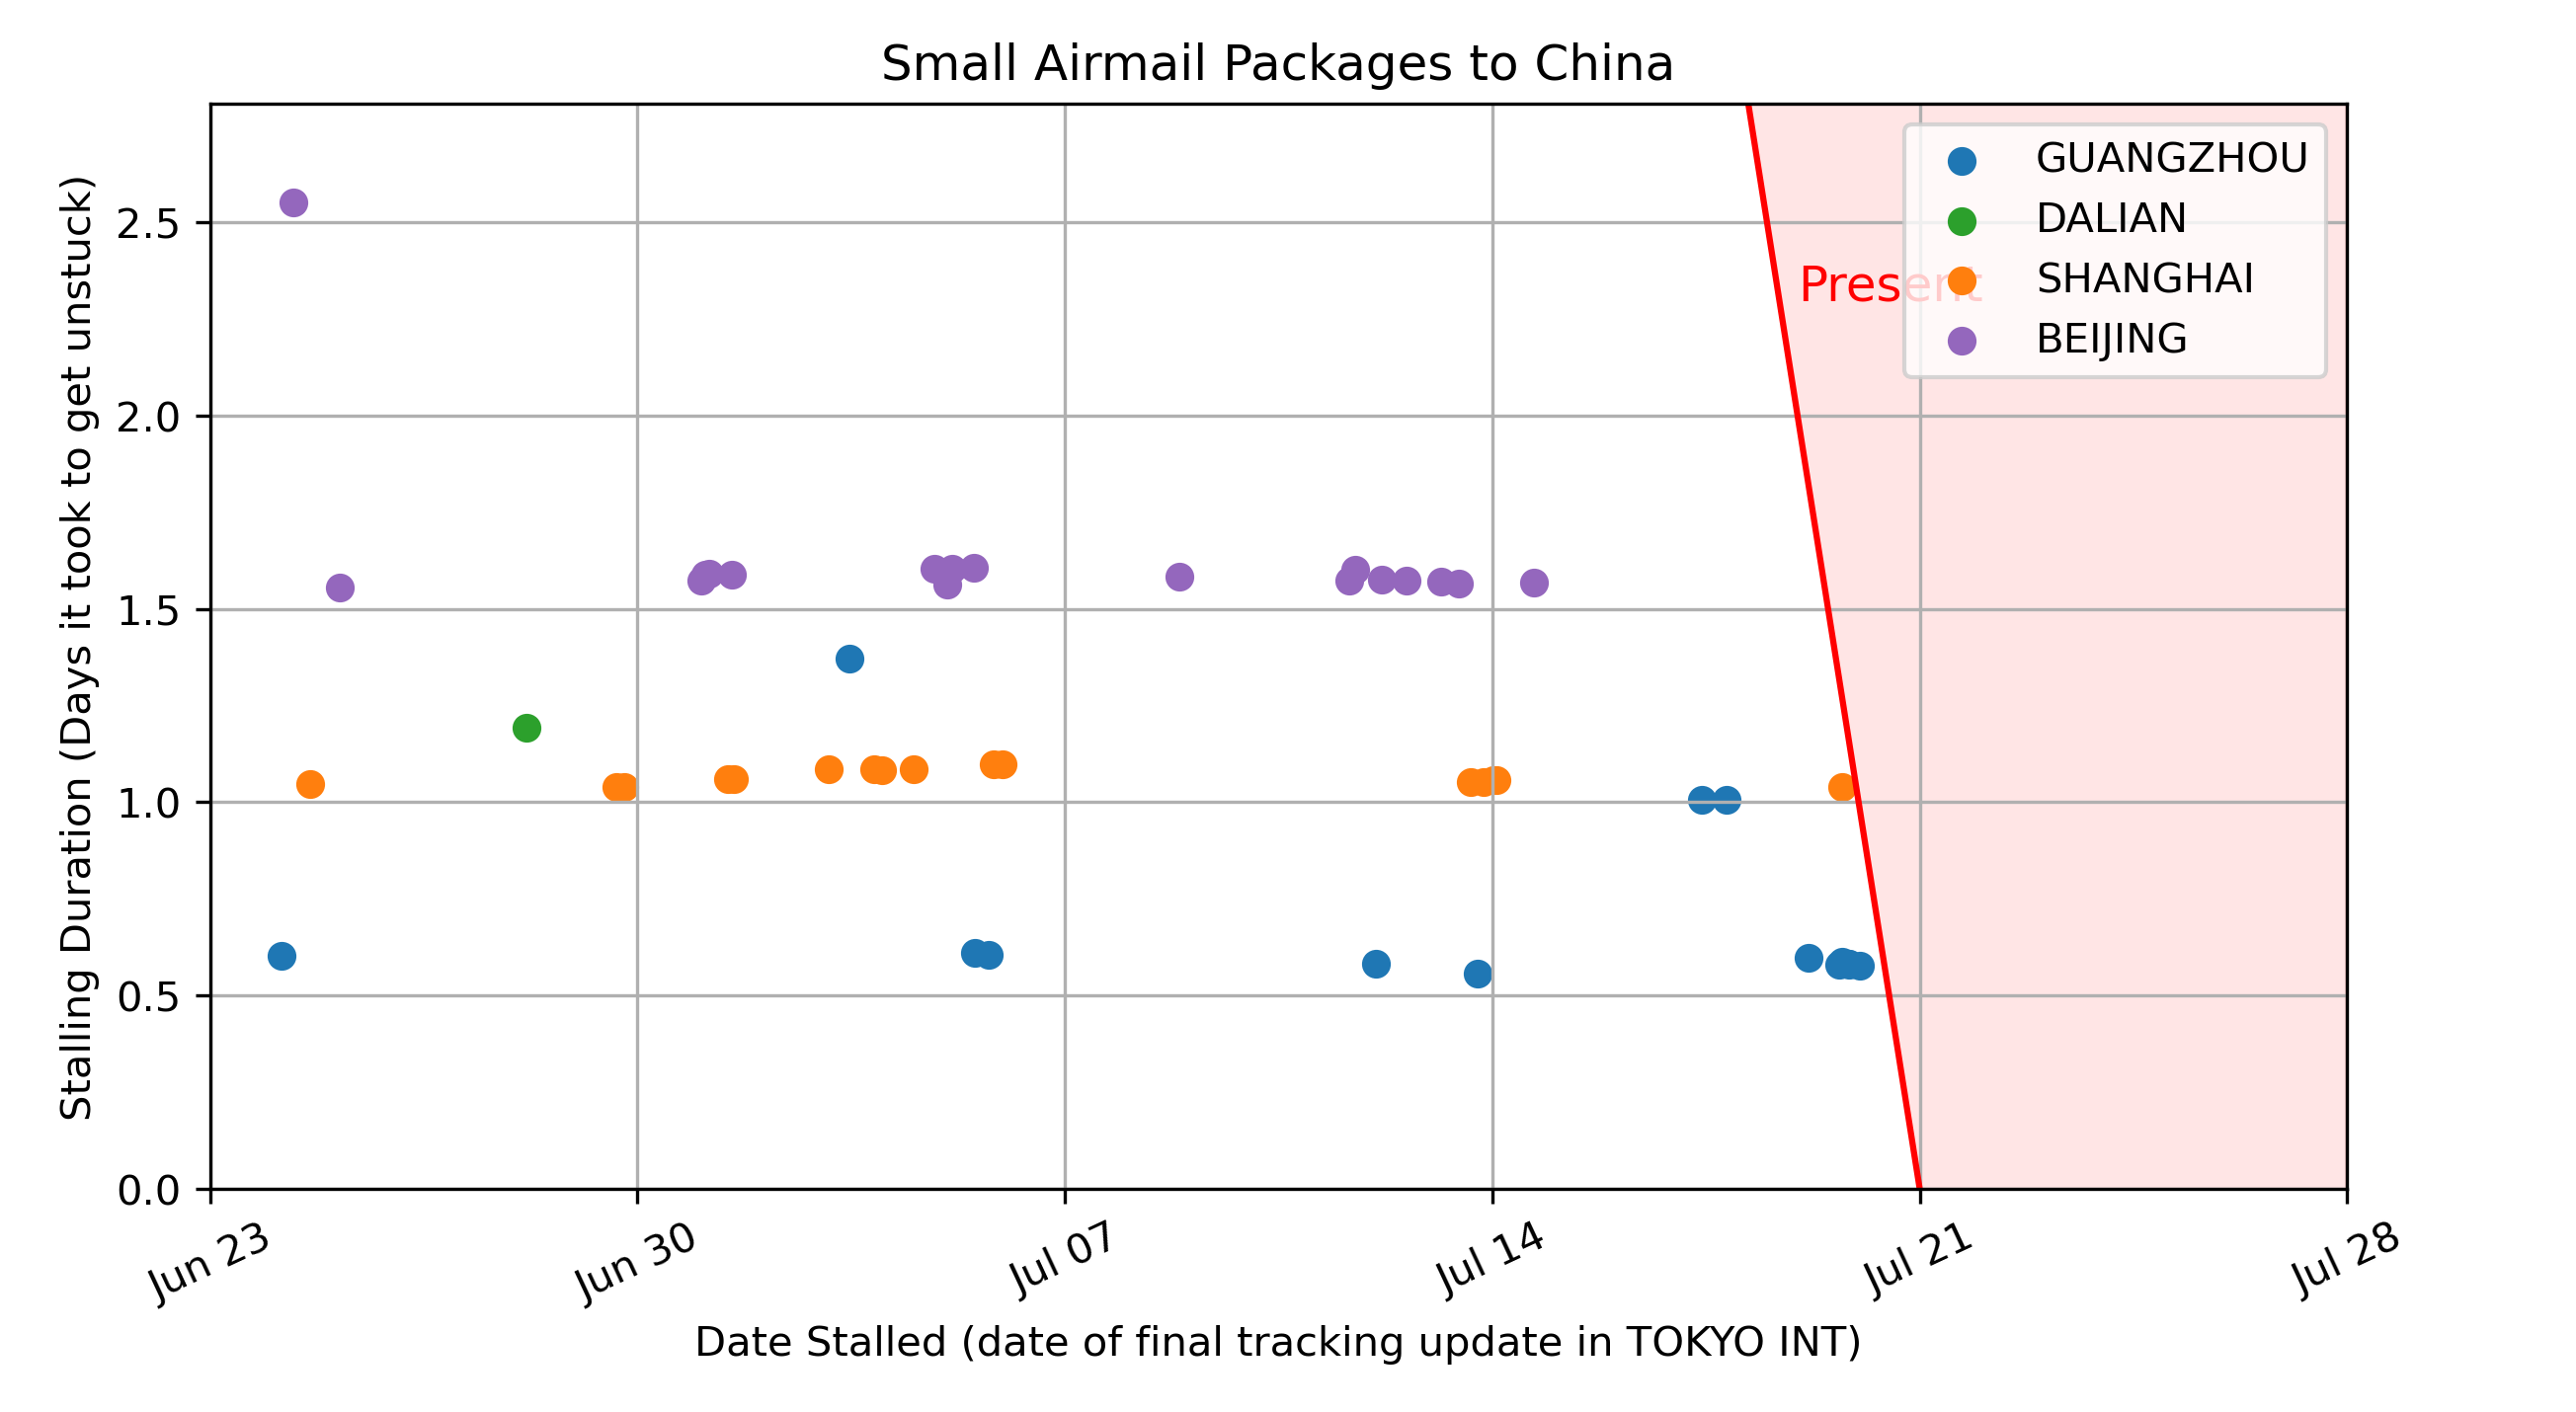 Small Airmail Packages to China
Stalling Duration (Days it took to get unstuck)
2.5
2.0
1.5
1.0
0.5
0.0
Present
GUANGZHOU
DALIAN
SHANGHAI
BEIJING
Jun 23
Jun 30
Jul 07
Jul 14
Jul 21
Jul 28
Date Stalled (date of final tracking update in TOKYO INT)